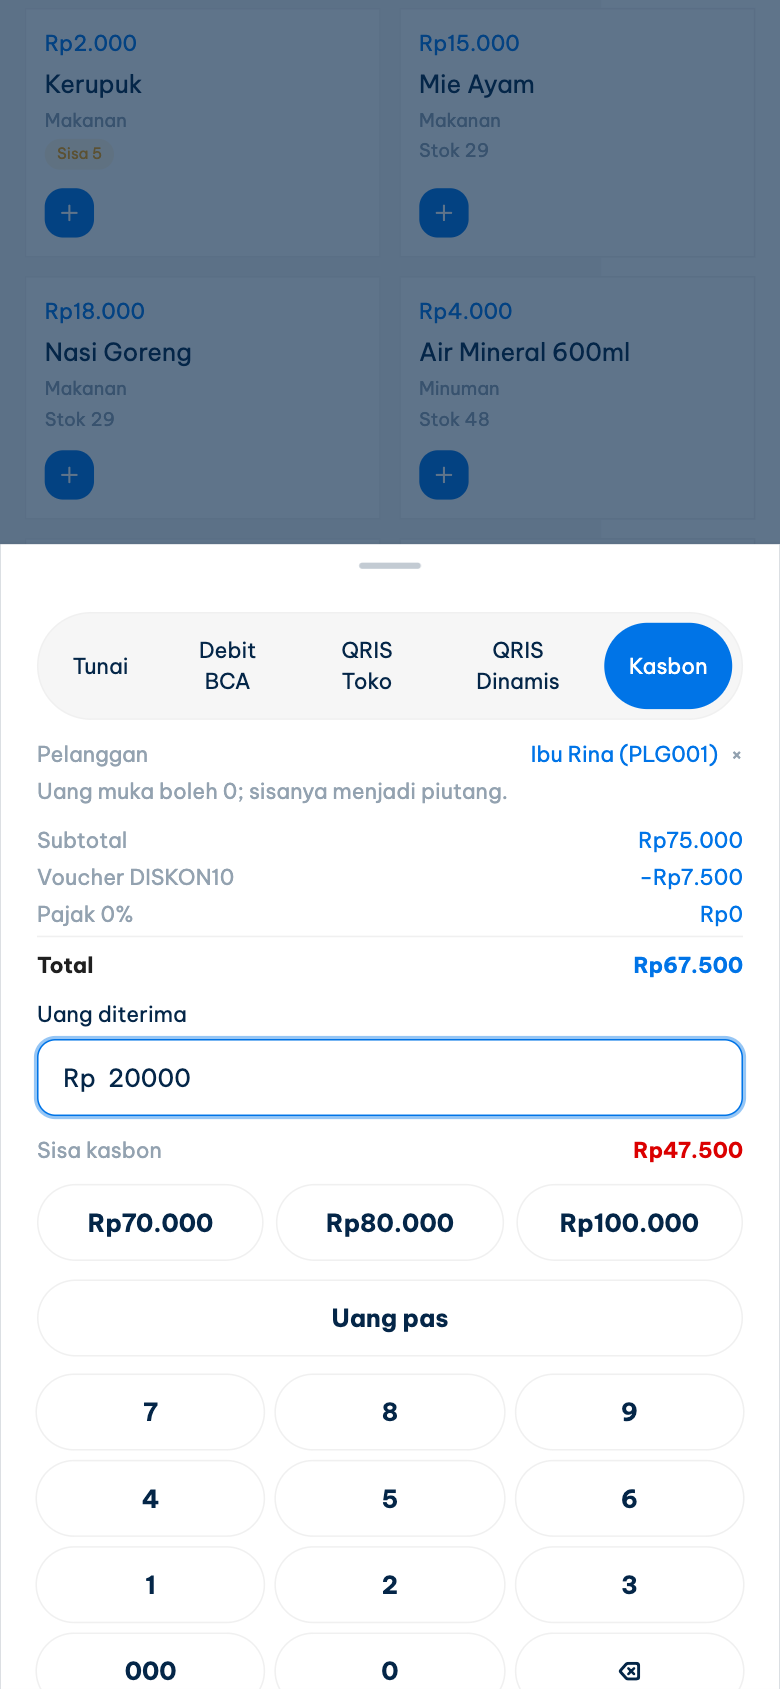 Rp2.000
Kerupuk
Makanan
Sisa 5
Rp15.000
Mie Ayam
Makanan
Stok 29
Rp18.000
Nasi Goreng
Makanan
Stok 29
Rp4.000
Air Mineral 600ml
Minuman
Stok 48
Tunai
Debit
BCA
QRIS
Toko
QRIS
Dinamis
Kasbon
Pelanggan Ibu Rina (PLG001) ×
Uang muka boleh 0; sisanya menjadi piutang.
Subtotal Rp75.000
Voucher DISKON10 -Rp7.500
Pajak 0% Rp0
Total Rp67.500
Uang diterima
Rp 20000
Sisa kasbon Rp47.500
Rp70.000 Rp80.000 Rp100.000
Uang pas
7 8 9
4 5 6
1 2 3
000 0